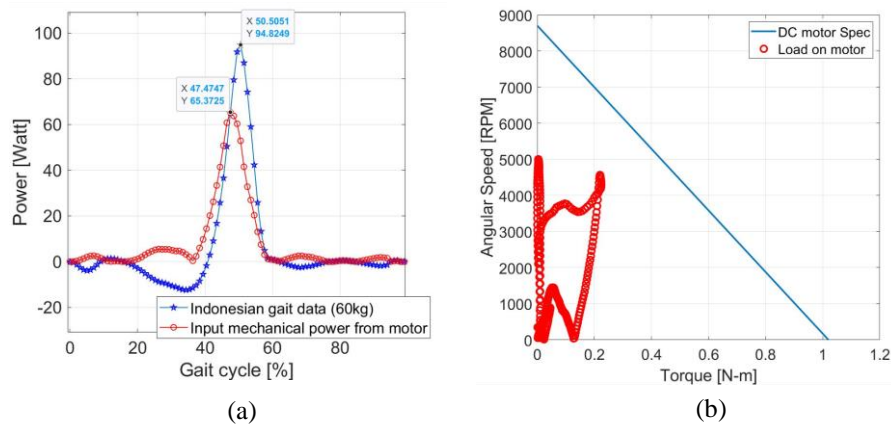 X 50.5051
Y 94.8249
X 47.4747
Y 65.3725
100
80
60
40
20
0
-20
Power [Watt]
Indonesian gait data (60kg)
Input mechanical power from motor
0 20 40 60 80
Gait cycle [%]
(a)
9000
8000
7000
6000
5000
4000
3000
2000
1000
0
Angular Speed [RPM]
DC motor Spec
Load on motor
0 0.2 0.4 0.6 0.8 1 1.2
Torque [N-m]
(b)